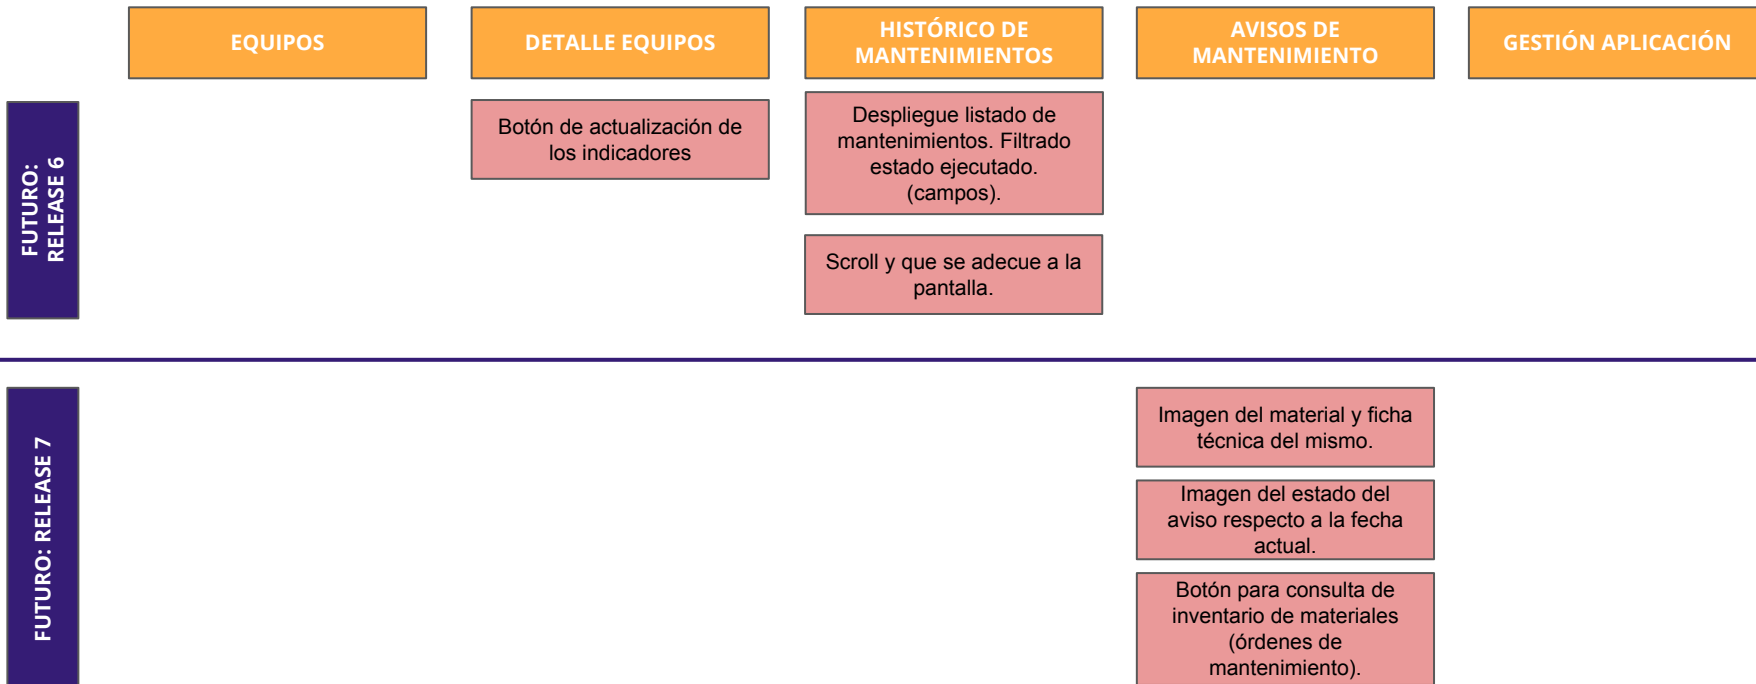 EQUIPOS
DETALLE EQUIPOS
HISTÓRICO DE
MANTENIMIENTOS
AVISOS DE
MANTENIMIENTO
GESTIÓN APLICACIÓN
FUTURO:
RELEASE 6
Botón de actualización de
los indicadores
Despliegue listado de
mantenimientos. Filtrado
estado ejecutado.
(campos).
Scroll y que se adecue a la
pantalla.
FUTURO: RELEASE 7
Imagen del material y ficha
técnica del mismo.
Imagen del estado del
aviso respecto a la fecha
actual.
Botón para consulta de
inventario de materiales
(órdenes de
mantenimiento).